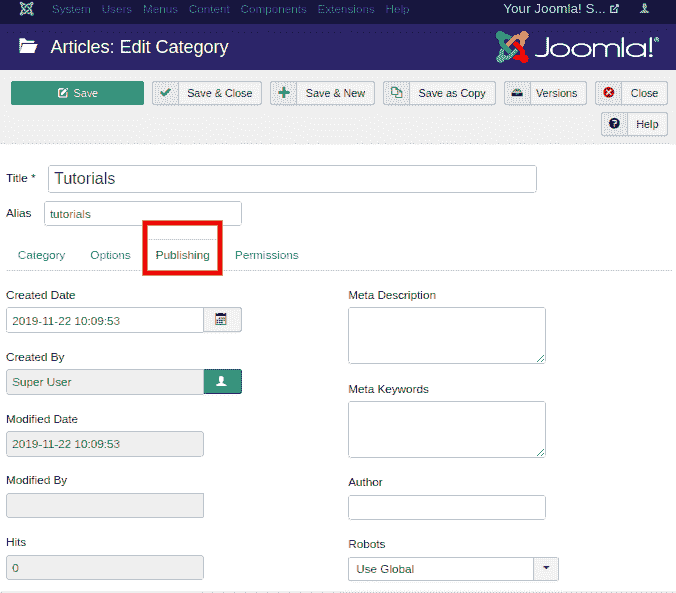 System Users Menus Content Components Extensions Help Your Joomla! S...
Articles: Edit Category Joomla!®
Save Save & Close Save & New Save as Copy Versions Close
Help
Title * Tutorials
Alias tutorials
Category Options Publishing Permissions
Created Date Meta Description
2019-11-22 10:09:53
Created By
Super User
Meta Keywords
Modified Date
2019-11-22 10:09:53
Modified By
Author
Hits
Robots
0 Use Global